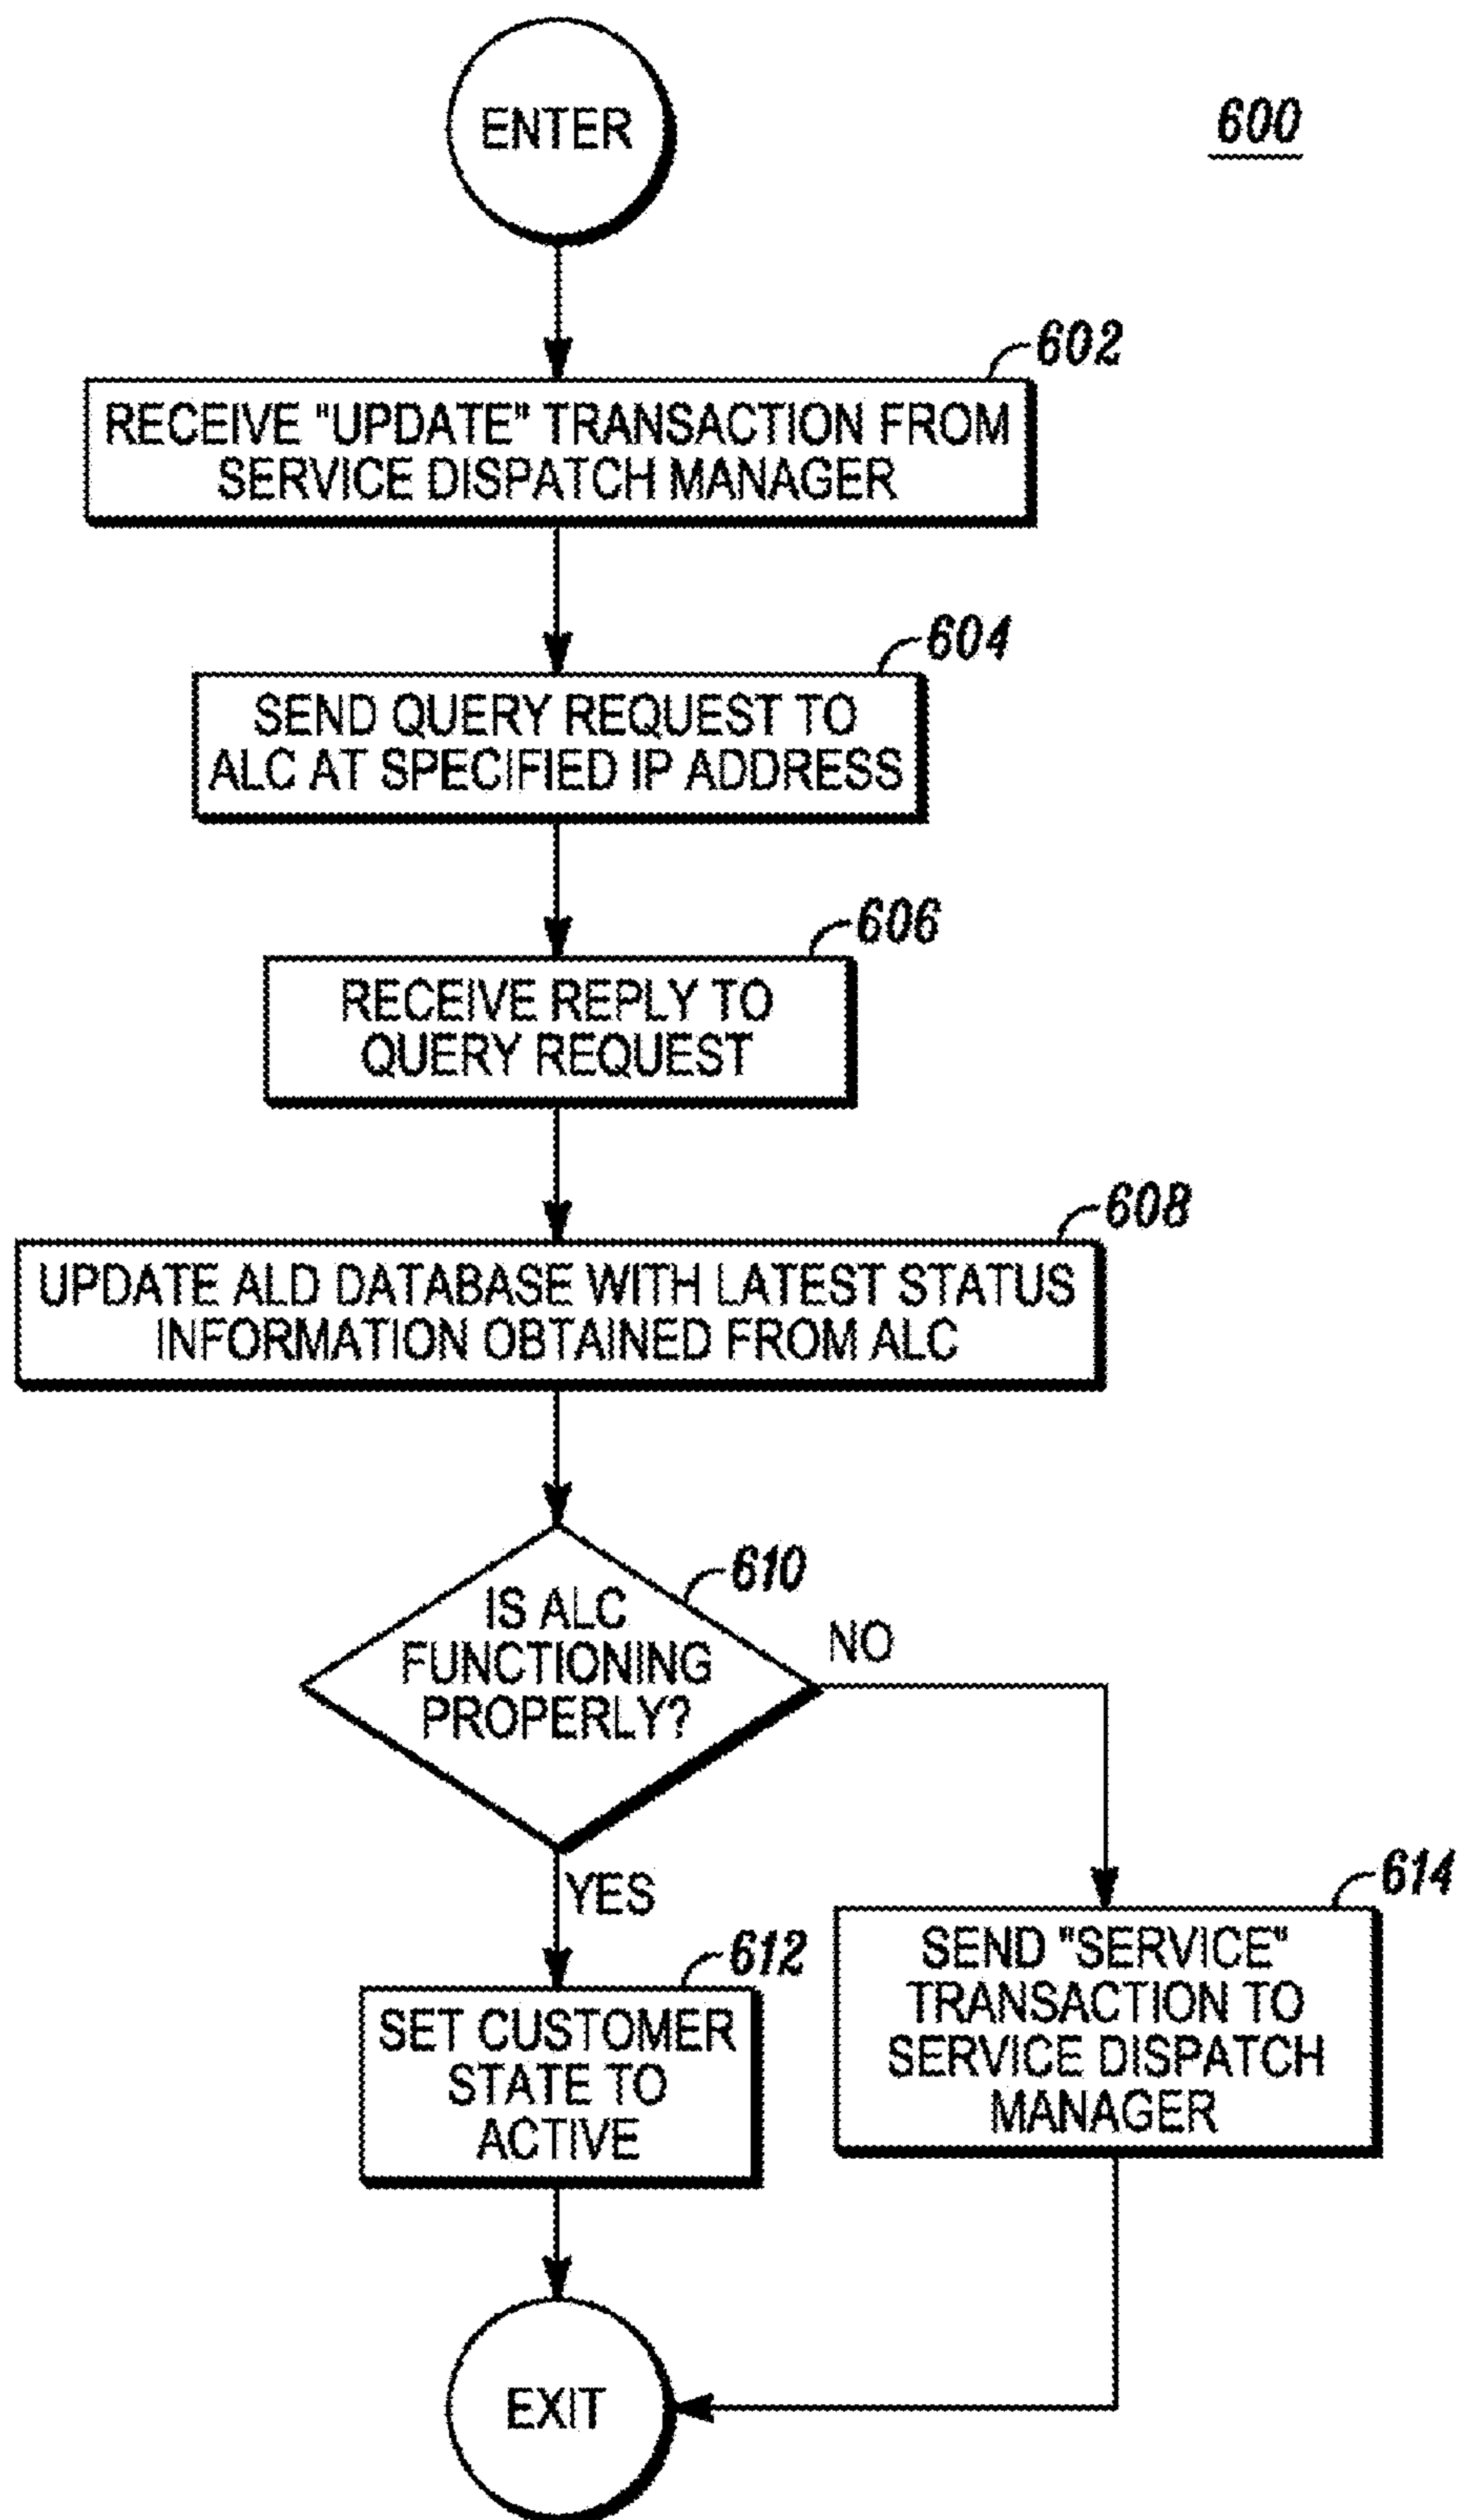 ENTER
600
602
RECEIVE "UPDATE" TRANSACTION FROM
SERVICE DISPATCH MANAGER
604
SEND QUERY REQUEST TO
ALC AT SPECIFIED IP ADDRESS
606
RECEIVE REPLY TO
QUERY REQUEST
608
UPDATE ALD DATABASE WITH LATEST STATUS
INFORMATION OBTAINED FROM ALC
610
IS ALC
FUNCTIONING
PROPERLY?
NO
YES
612
SET CUSTOMER
STATE TO
ACTIVE
614
SEND "SERVICE"
TRANSACTION TO
SERVICE DISPATCH
MANAGER
EXIT